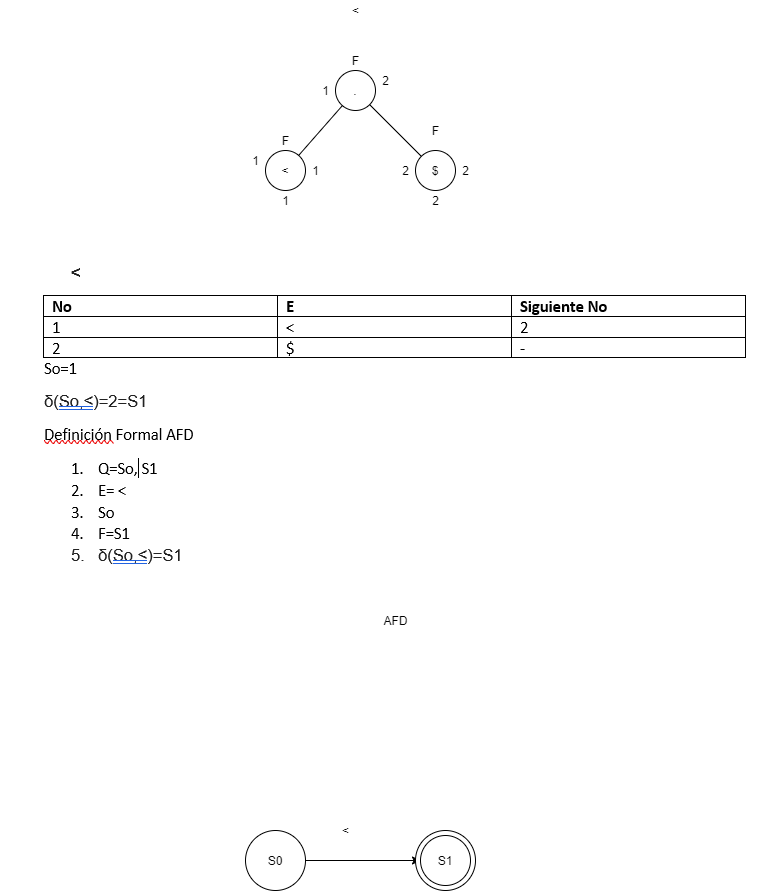 <
F
1 . 2
F F
1 < 1 2 $ 2
1 2
<
No E Siguiente No
1 < 2
2 $ -
So=1
δ(So,<)=2=S1
Definición Formal AFD
1. Q=So, S1
2. E= <
3. So
4. F=S1
5. δ(So,<)=S1
AFD
<
S0 S1